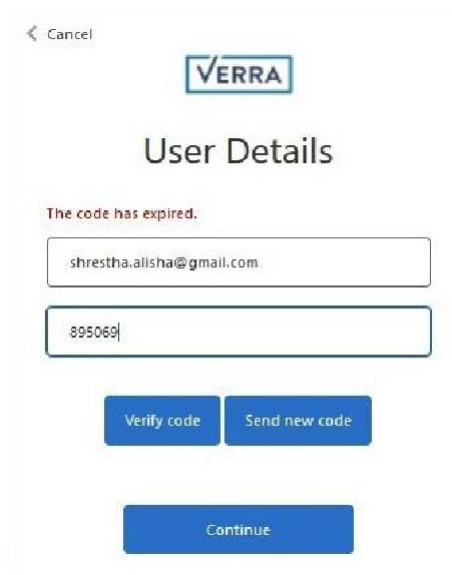 Cancel
VERRA
User Details
The code has expired.
shrestha.alisha@gmail.com
895069
Verify code
Send new code
Continue